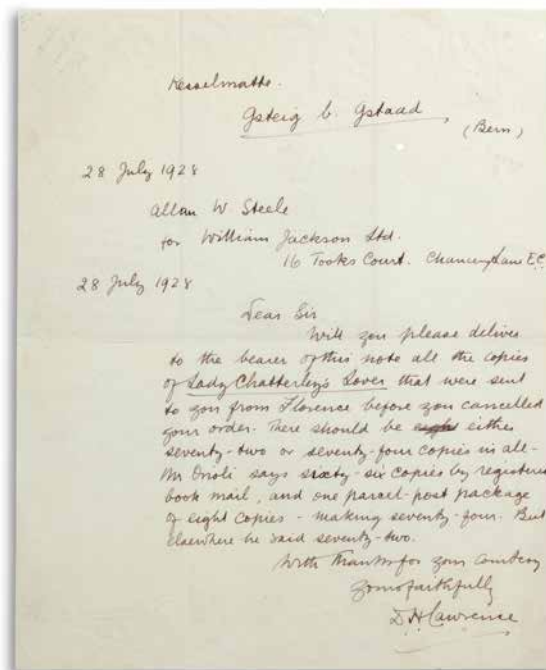 Kesselmatte.
Gsteig b. Gstaad,
(Bern)
28 July 1928
Allan W. Steele
for William Jackson Ltd.
16 Tooks Court. Chancery Lane E.C.
28 July 1928
Dear Sir
Will you please deliver
to the bearer of this note all the copies
of Lady Chatterley's Lover that were sent
to you from Florence before you cancelled
your order. There should be either
seventy-two or seventy-four copies in all –
Mr Orioli says sixty-six copies by registered
book mail, and one parcel-post package
of eight copies – making seventy-four. But
elsewhere he said seventy-two.
With thanks for your courtesy
Yours faithfully
D. H. Lawrence